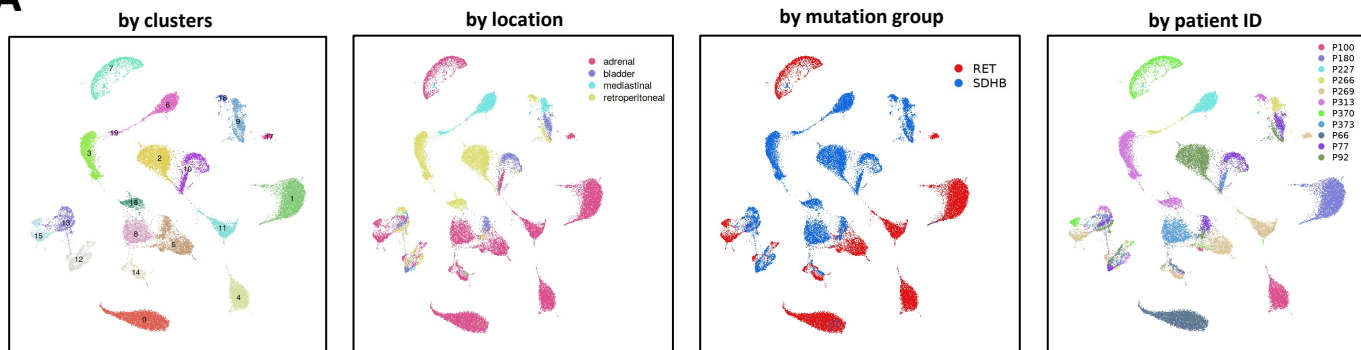 A
by clusters
by location
by mutation group
by patient ID
7
6
18
9
17
19
3
2
10
1
16
13
15
8
5
11
12
14
4
0
adrenal
bladder
mediastinal
retroperitoneal
RET
SDHB
P100
P180
P227
P266
P269
P313
P370
P373
P66
P77
P92